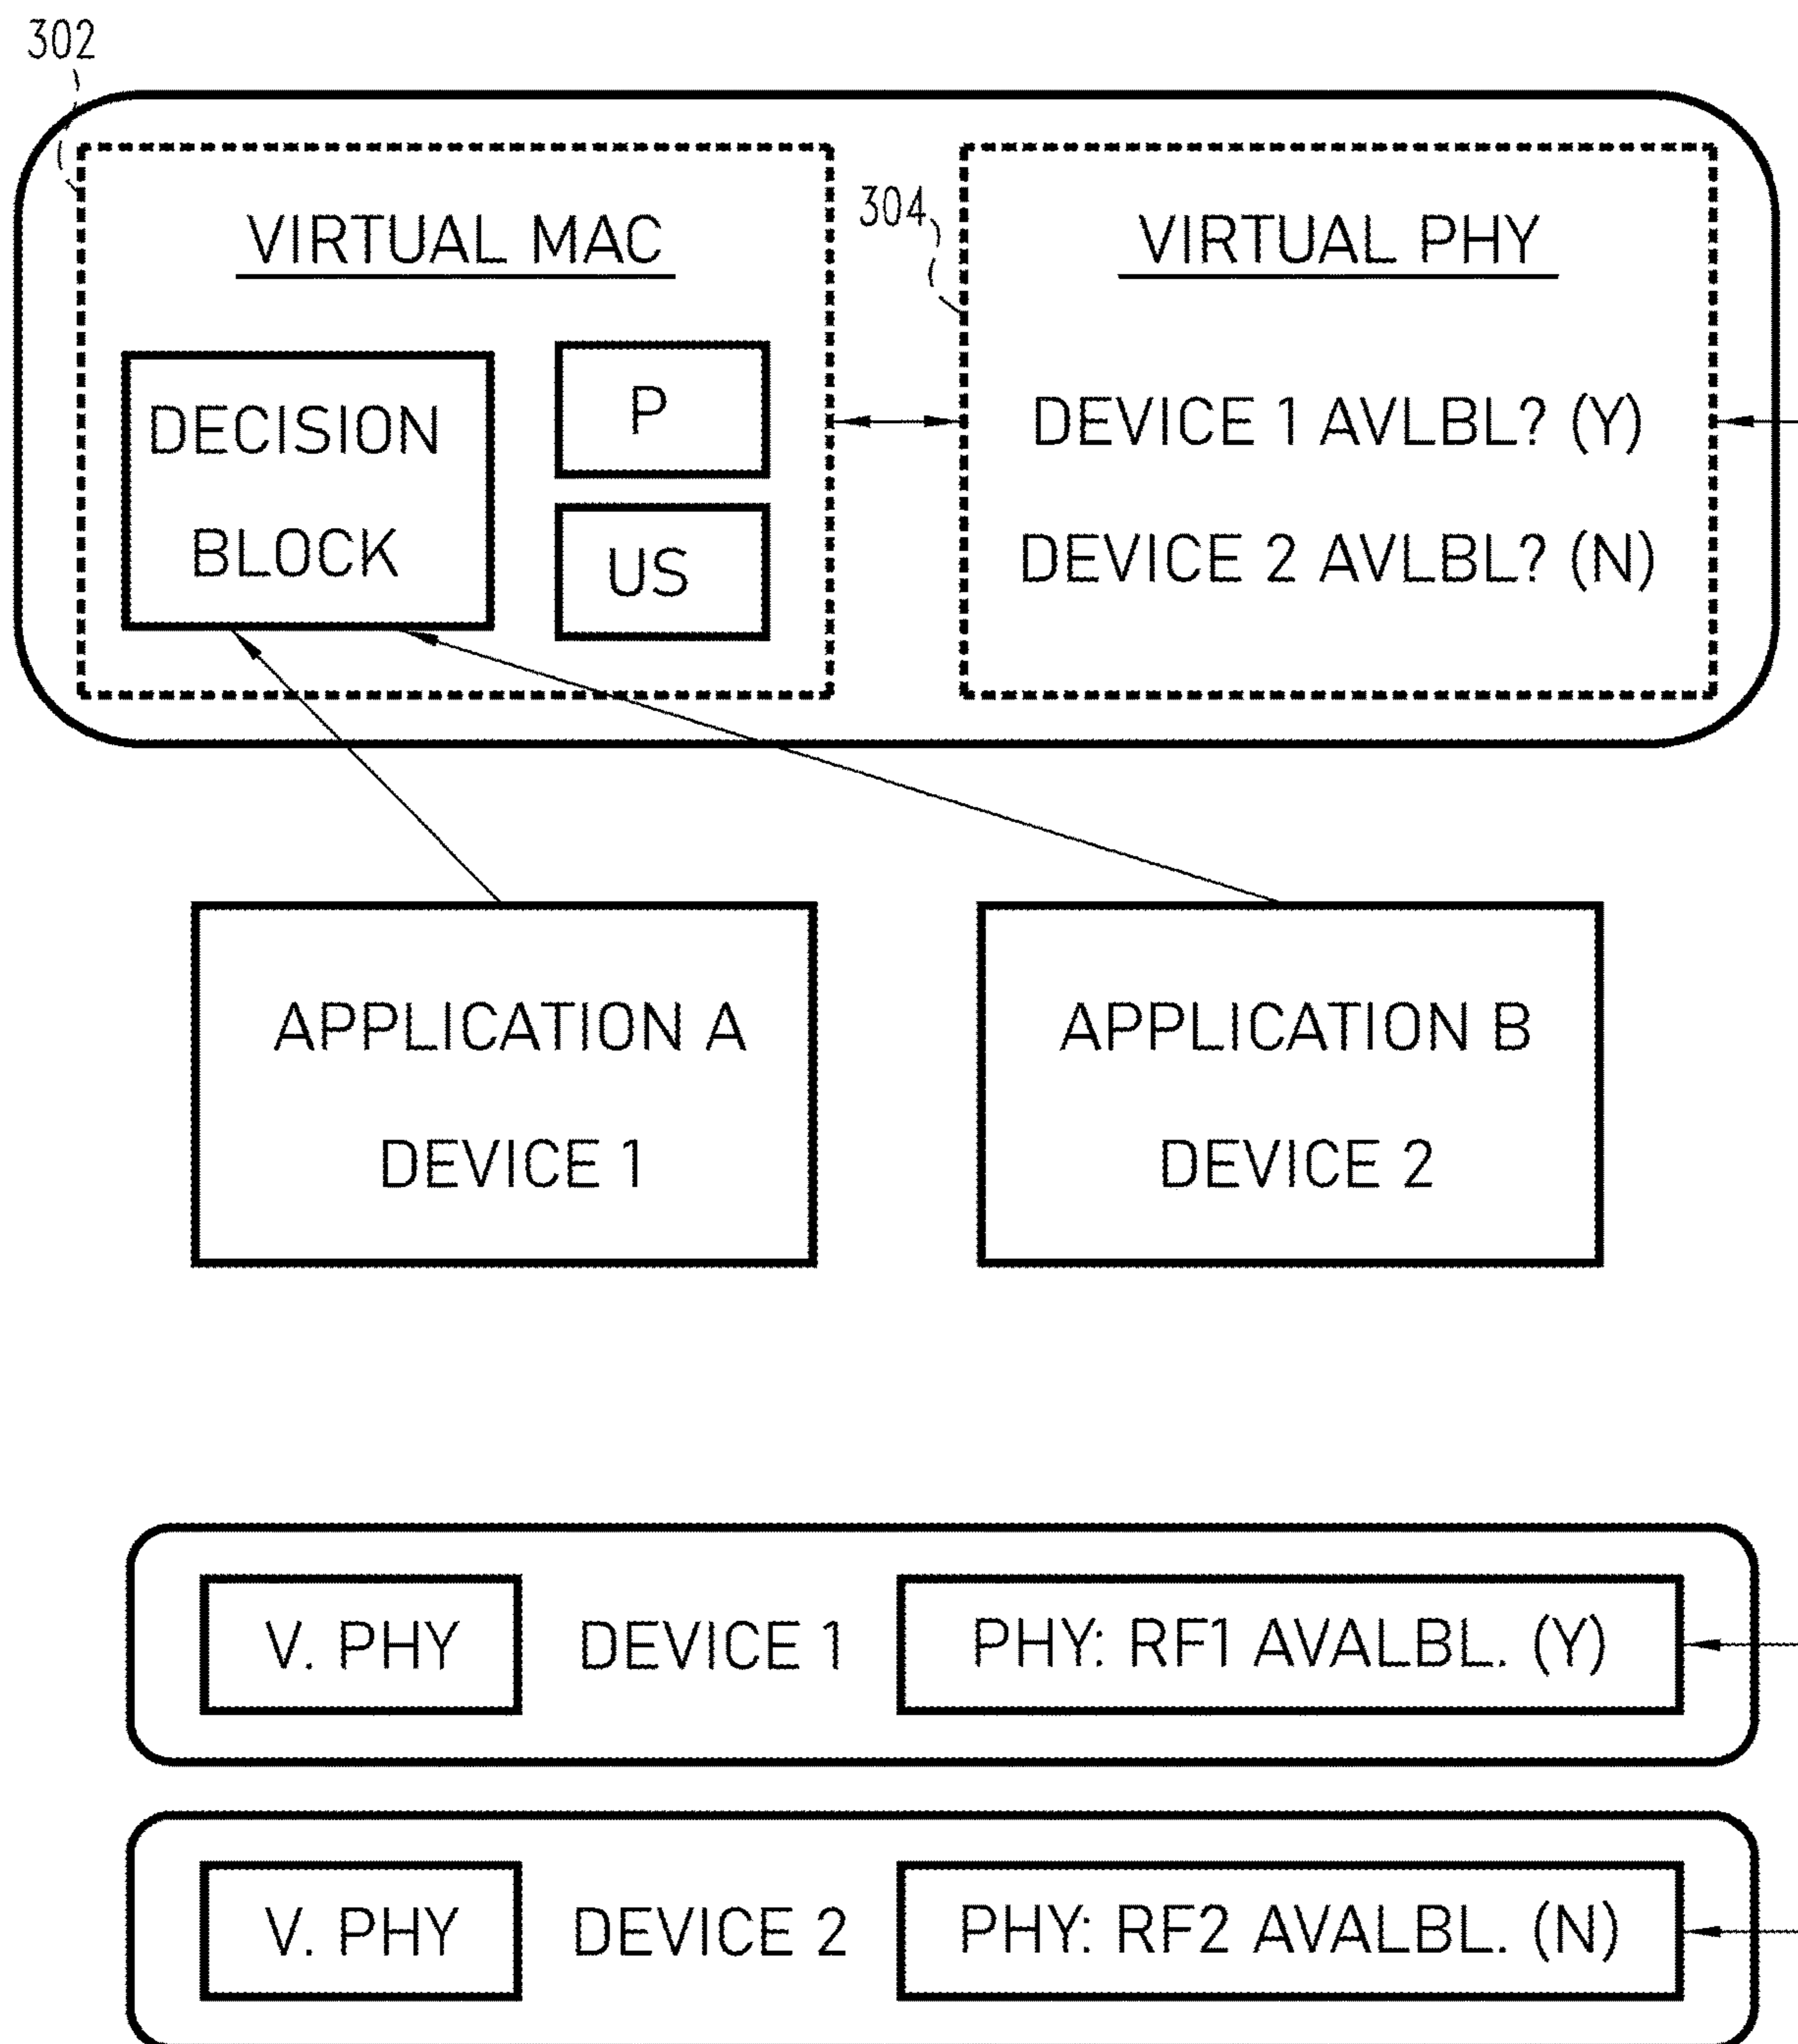 302
VIRTUAL MAC
304
VIRTUAL PHY
DECISION
BLOCK
P
US
DEVICE 1 AVLBL? (Y)
DEVICE 2 AVLBL? (N)
APPLICATION A
DEVICE 1
APPLICATION B
DEVICE 2
V. PHY
DEVICE 1
PHY: RF1 AVALBL. (Y)
V. PHY
DEVICE 2
PHY: RF2 AVALBL. (N)